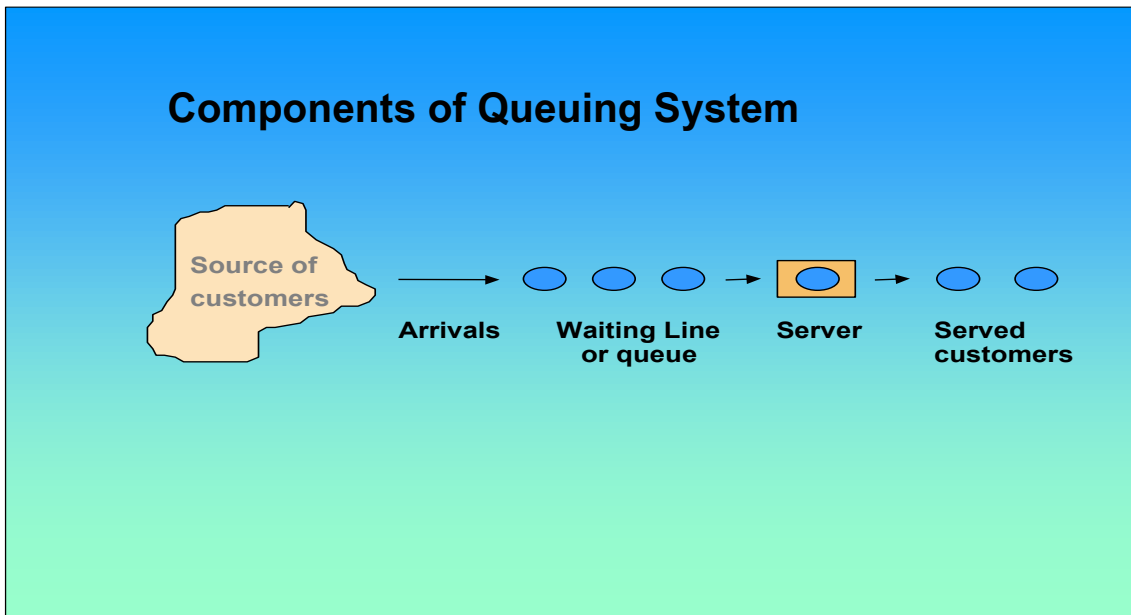 Components of Queuing System
Source of
customers
Arrivals
Waiting Line
or queue
Server
Served
customers